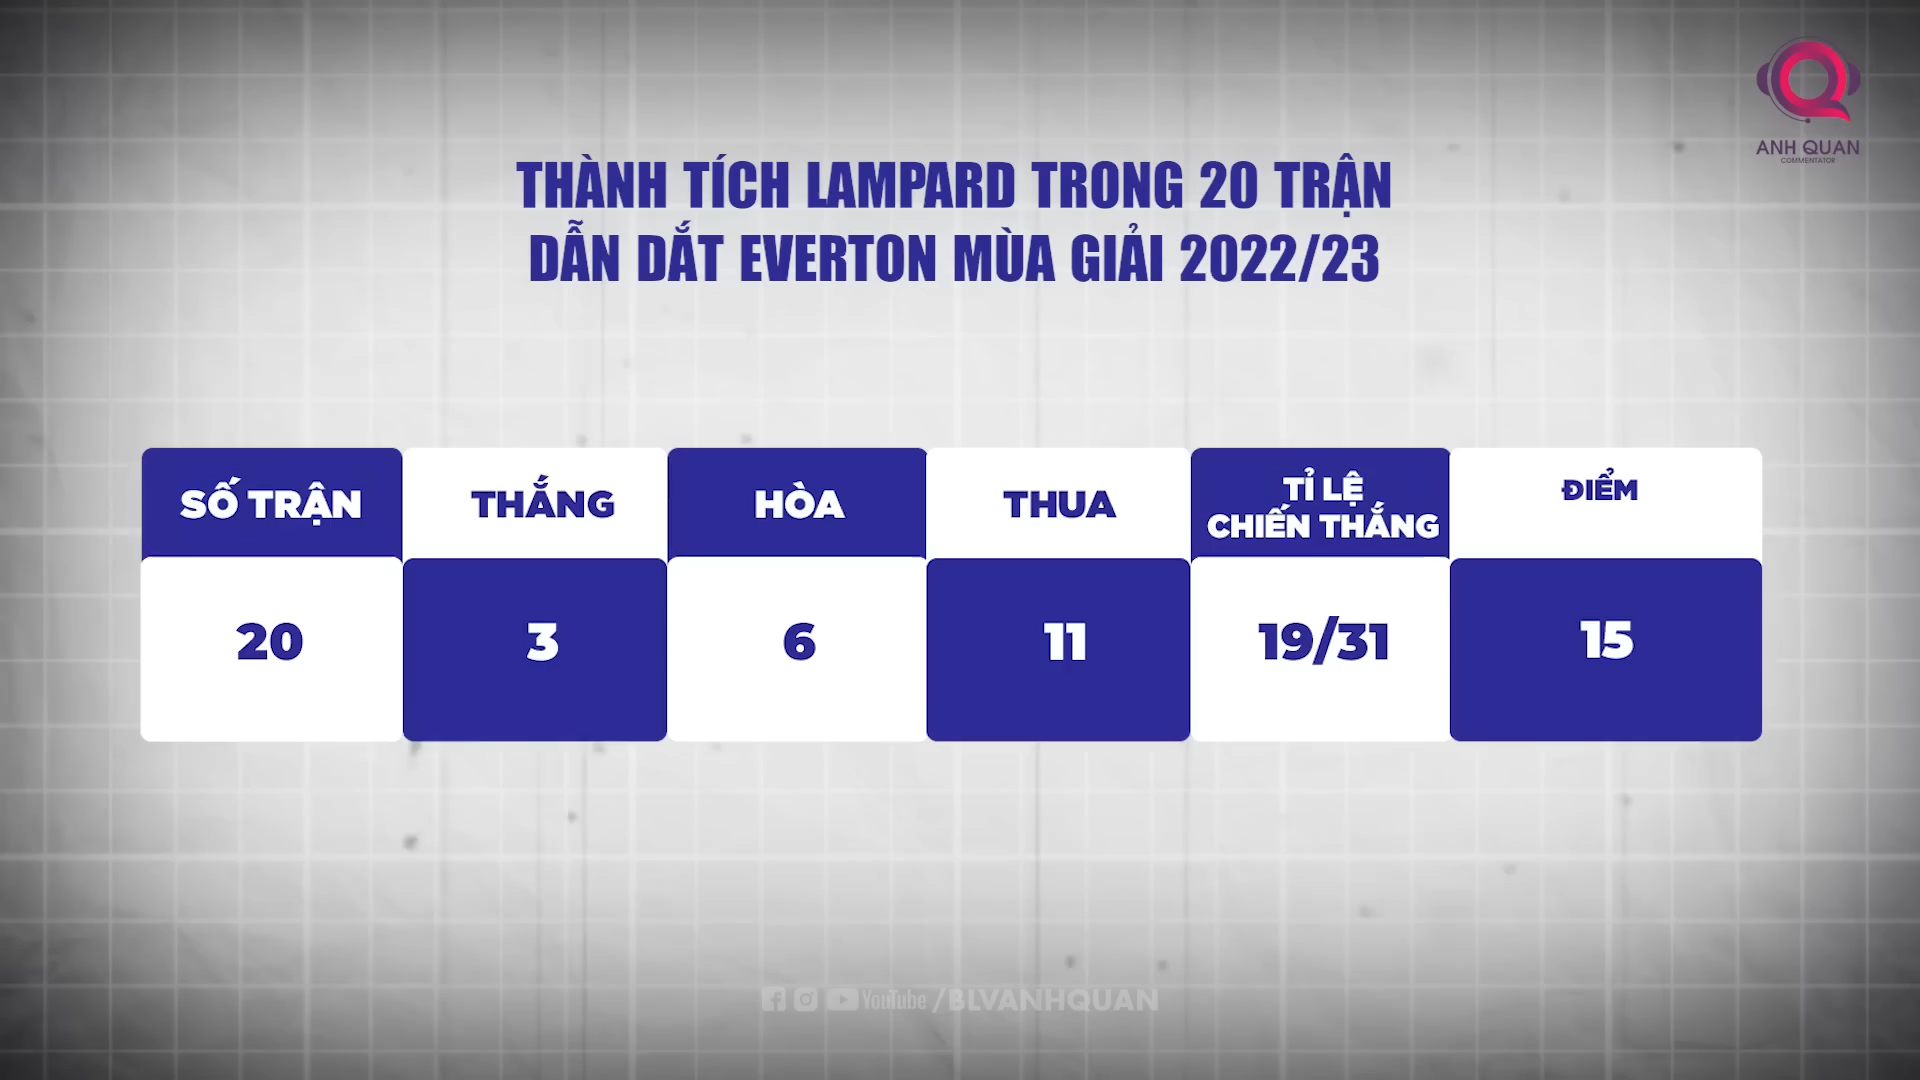 ANH QUAN
COMMENTATOR
THÀNH TÍCH LAMPARD TRONG 20 TRẬN
DẪN DẮT EVERTON MÙA GIẢI 2022/23
SỐ TRẬN THẮNG HÒA THUA TỈ LỆ CHIẾN THẮNG ĐIỂM
20 3 6 11 19/31 15
YouTube /BLVANHQUAN